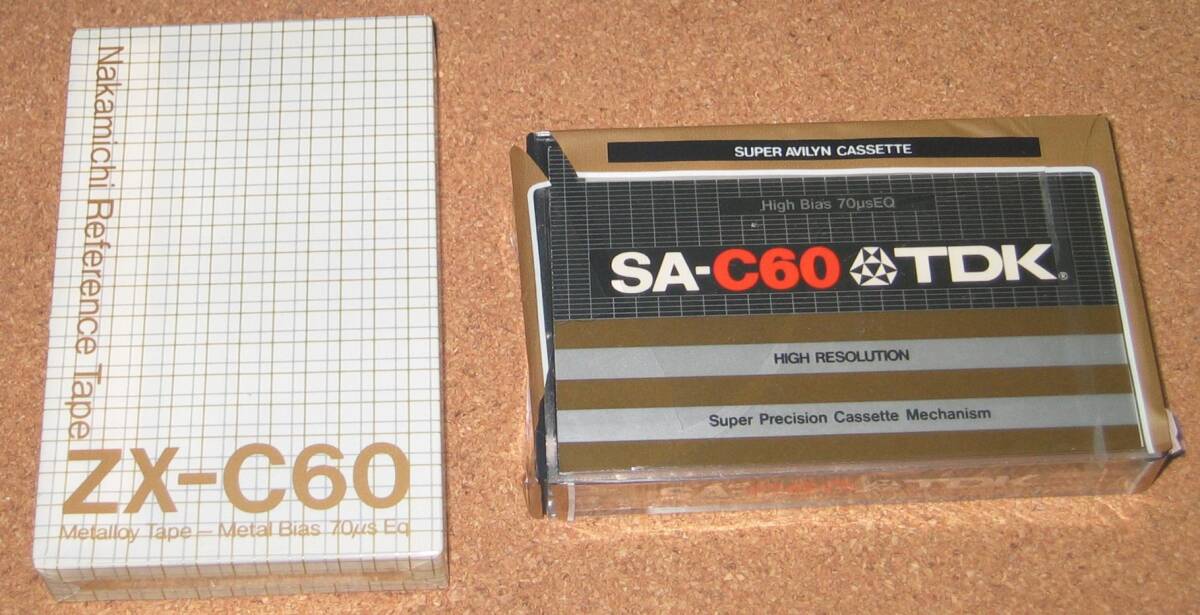 Nakamichi Reference Tape
ZX-C60
Metalloy Tape – Metal Bias 70µs Eq
SUPER AVILYN CASSETTE
High Bias 70µsEQ
SA-C60 TDK®
HIGH RESOLUTION
Super Precision Cassette Mechanism